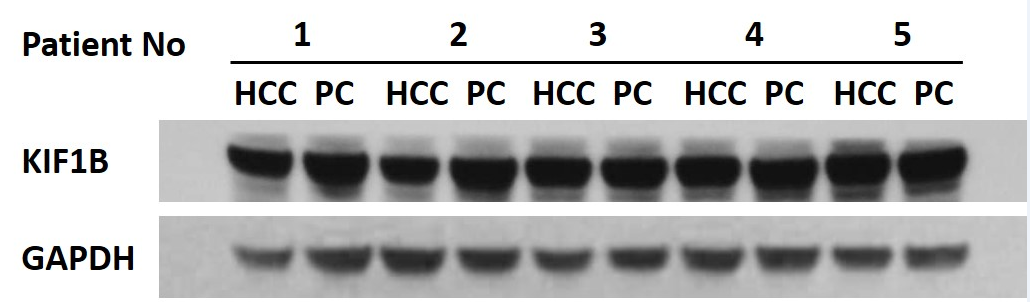 Patient No 1 2 3 4 5
HCC PC HCC PC HCC PC HCC PC HCC PC
KIF1B
GAPDH